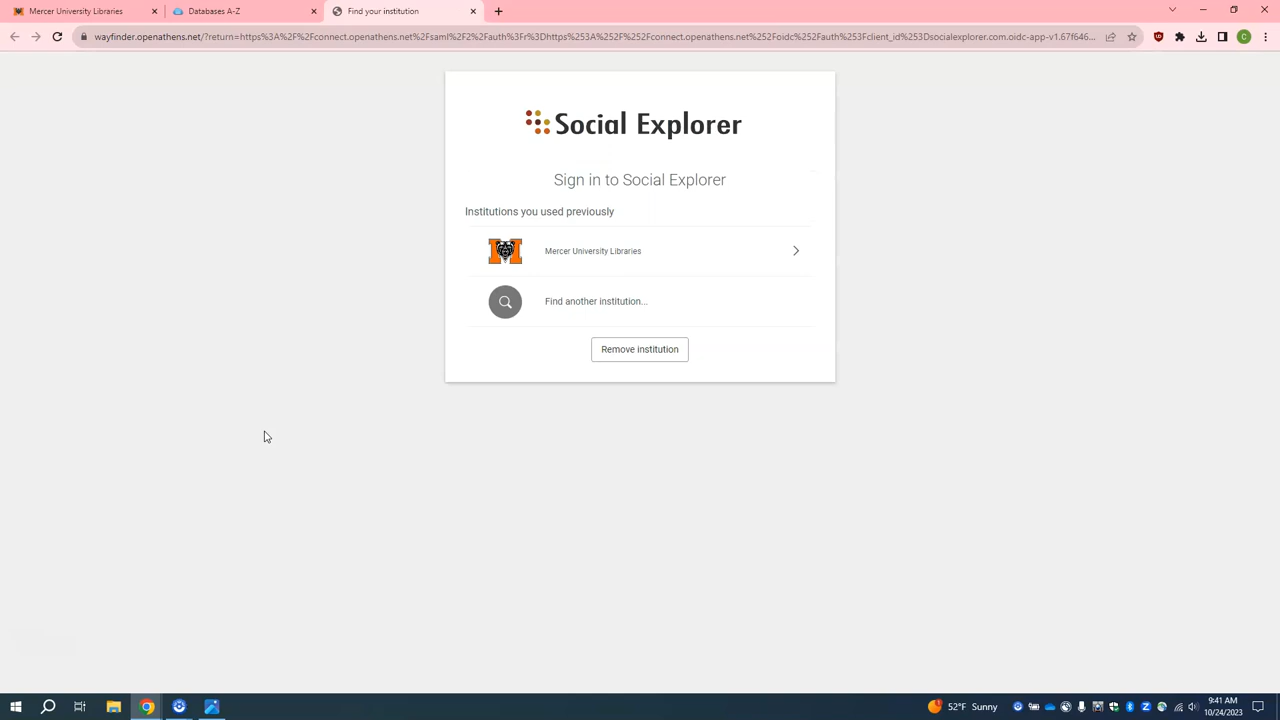 Mercer University Libraries
Databases A-Z
Find your institution
wayfinder.openathens.net/?return=https%3A%2F%2Fconnect.openathens.net%2Fsaml%2F2%2Fauth%3Fr%3Dhttps%253A%252F%252Fconnect.openathens.net%252Foidc%252Fauth%253Fclient_id%253Dsocialexplorer.com.oidc-app-v1.67f646...
C
Social Explorer
Sign in to Social Explorer
Institutions you used previously
M
Mercer University Libraries
Find another institution...
Remove institution
52°F Sunny
9:41 AM
10/24/2023